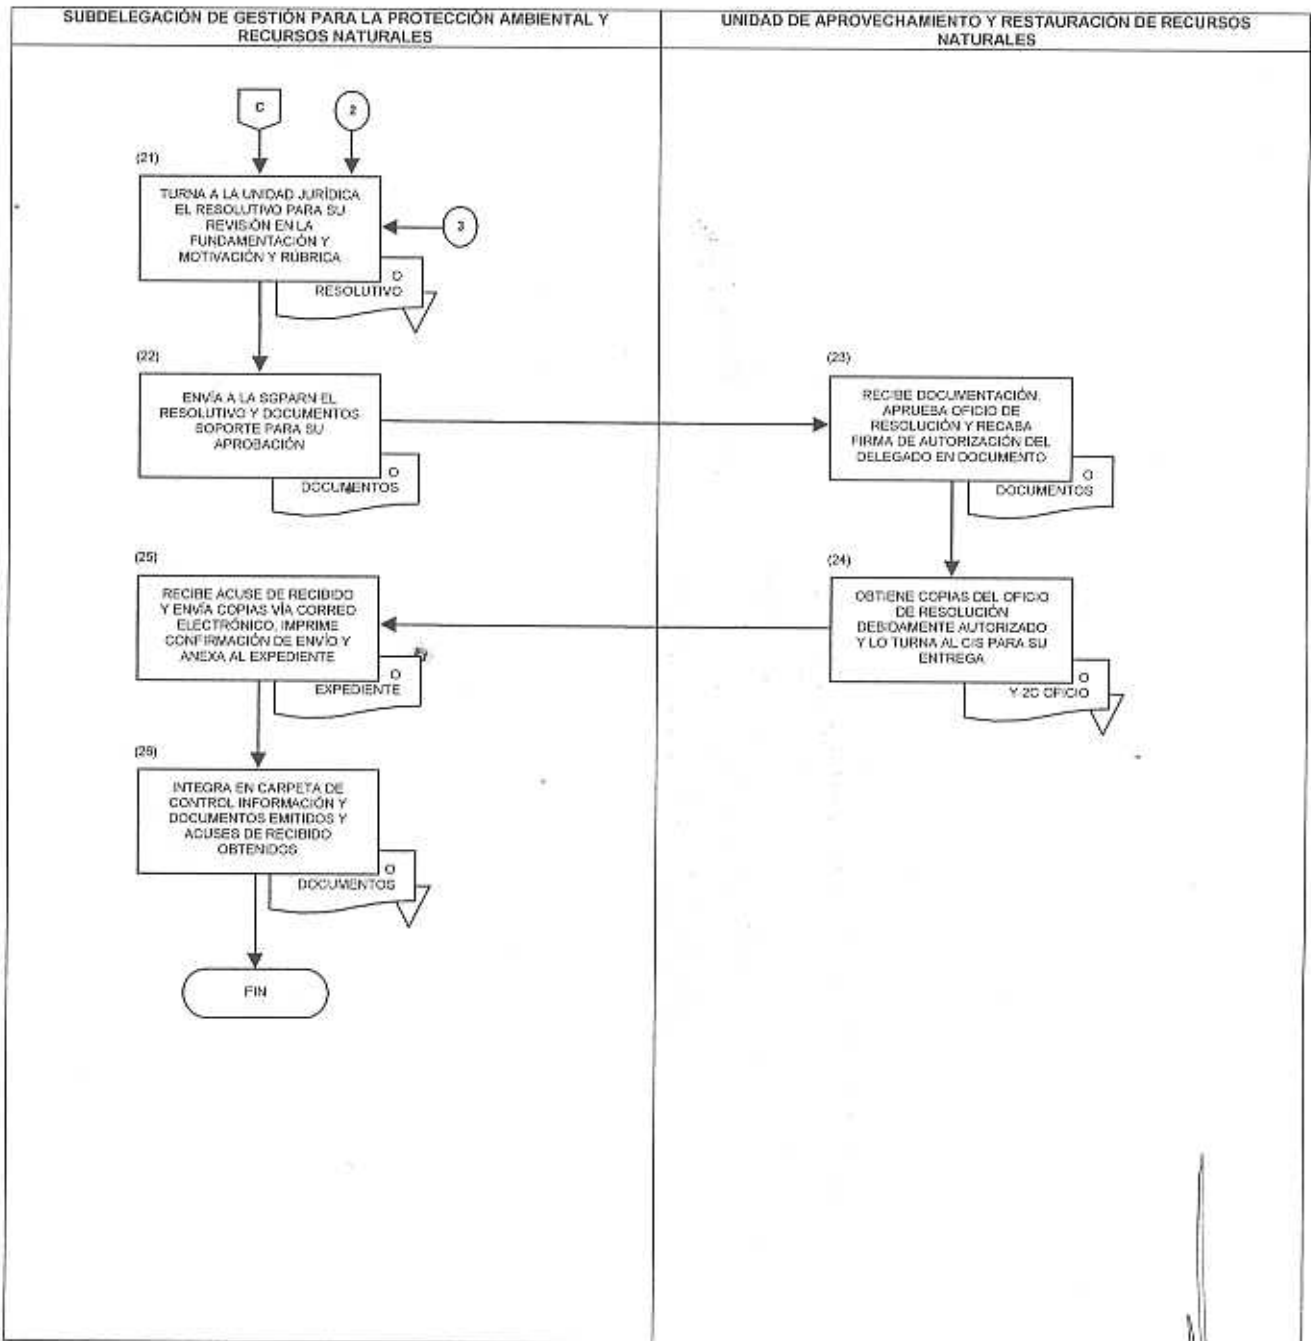 SUBDELEGACIÓN DE GESTIÓN PARA LA PROTECCIÓN AMBIENTAL Y
RECURSOS NATURALES
UNIDAD DE APROVECHAMIENTO Y RESTAURACIÓN DE RECURSOS
NATURALES
C
2
(21)
TURNA A LA UNIDAD JURÍDICA
EL RESOLUTIVO PARA SU
REVISIÓN EN LA
FUNDAMENTACIÓN Y
MOTIVACIÓN Y RÚBRICA
3
O
RESOLUTIVO
(22)
ENVÍA A LA SGPARN EL
RESOLUTIVO Y DOCUMENTOS
SOPORTE PARA SU
APROBACIÓN
O
DOCUMENTOS
(23)
RECIBE DOCUMENTACIÓN,
APRUEBA OFICIO DE
RESOLUCIÓN Y RECABA
FIRMA DE AUTORIZACIÓN DEL
DELEGADO EN DOCUMENTO
O
DOCUMENTOS
(24)
OBTIENE COPIAS DEL OFICIO
DE RESOLUCIÓN
DEBIDAMENTE AUTORIZADO
Y LO TURNA AL CIS PARA SU
ENTREGA
O
Y 2C OFICIO
(25)
RECIBE ACUSE DE RECIBIDO
Y ENVÍA COPIAS VÍA CORREO
ELECTRÓNICO, IMPRIME
CONFIRMACIÓN DE ENVÍO Y
ANEXA AL EXPEDIENTE
O
EXPEDIENTE
(26)
INTEGRA EN CARPETA DE
CONTROL INFORMACIÓN Y
DOCUMENTOS EMITIDOS Y
ACUSES DE RECIBIDO
OBTENIDOS
O
DOCUMENTOS
FIN